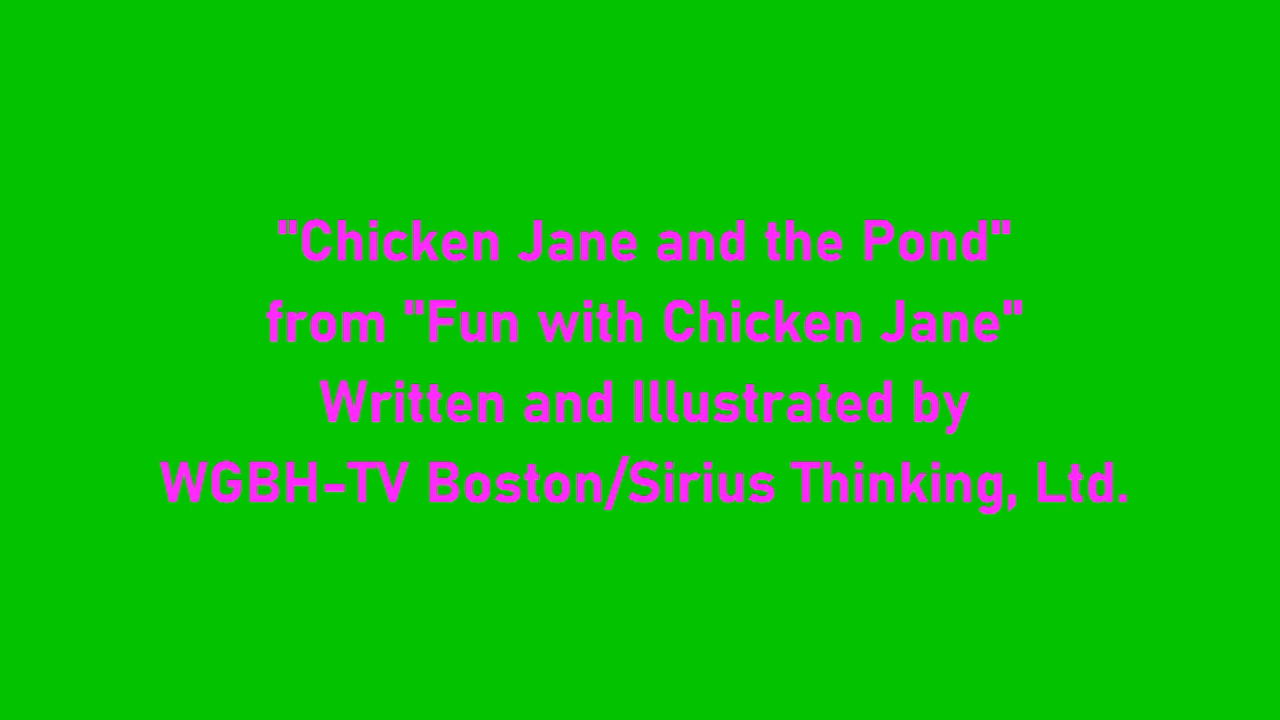 "Chicken Jane and the Pond"
from "Fun with Chicken Jane"
Written and Illustrated by
WGBH-TV Boston/Sirius Thinking, Ltd.